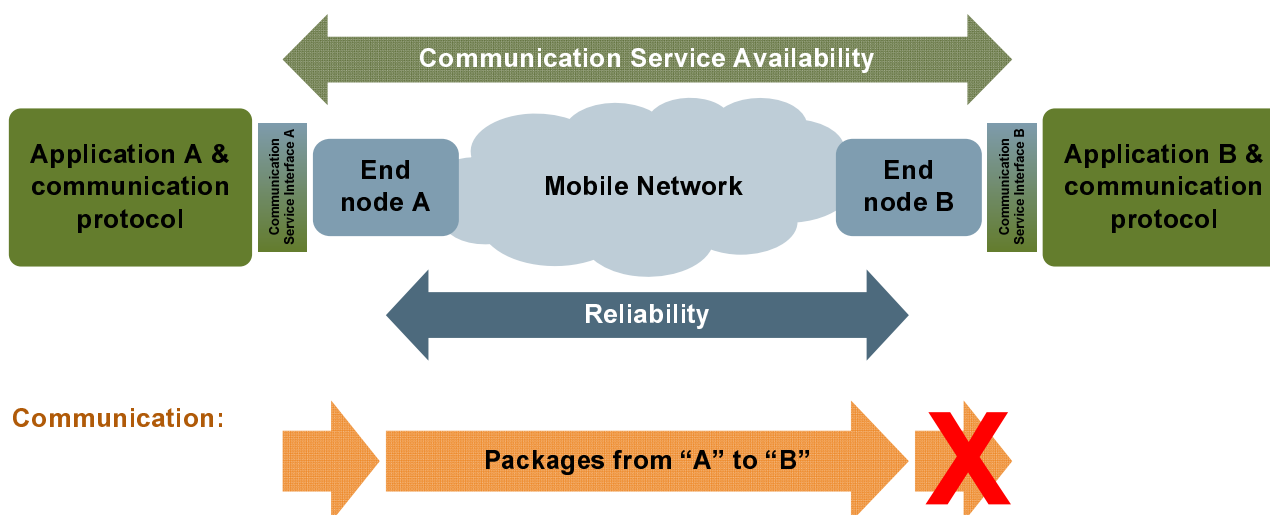 Communication Service Availability
Application A &
communication
protocol
Communication
Service Interface A
End
node A
Mobile Network
End
node B
Communication
Service Interface B
Application B &
communication
protocol
Reliability
Communication:
Packages from “A” to “B”
X